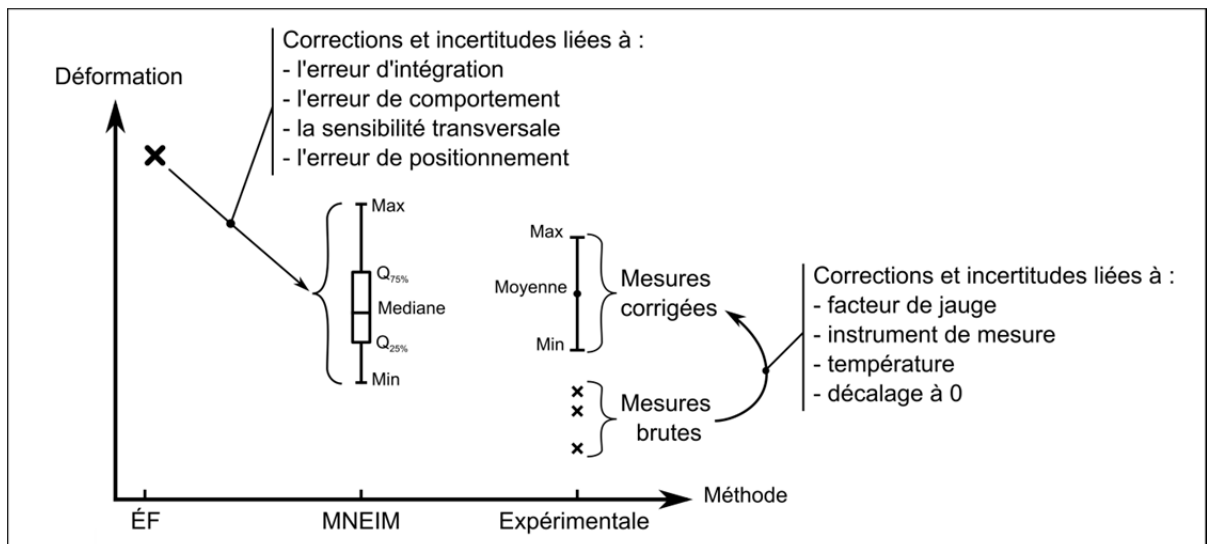 Corrections et incertitudes liées à :
- l'erreur d'intégration
- l'erreur de comportement
- la sensibilité transversale
- l'erreur de positionnement
Déformation
Max
Q75%
Mediane
Q25%
Min
Max
Moyenne
Min
Mesures
corrigées
Mesures
brutes
Corrections et incertitudes liées à :
- facteur de jauge
- instrument de mesure
- température
- décalage à 0
Méthode
ÉF
MNEIM
Expérimentale